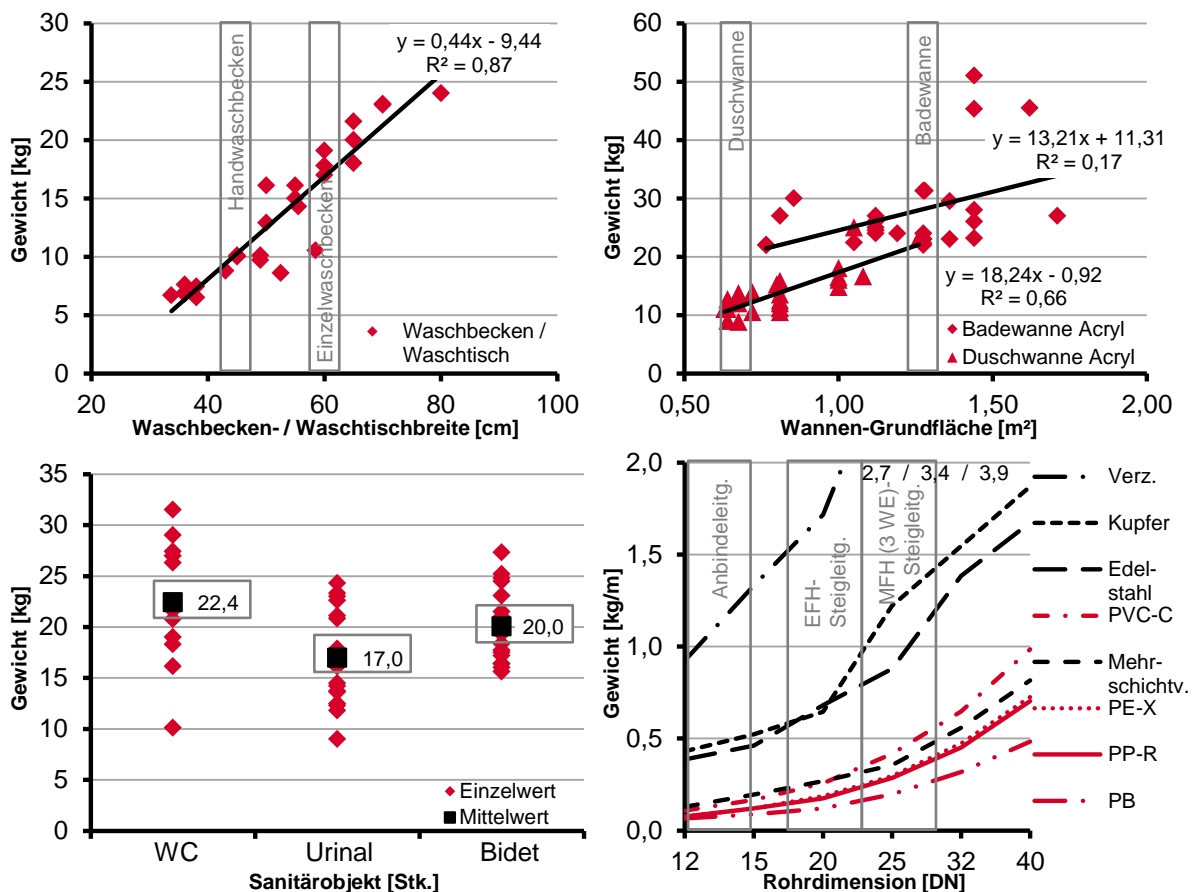 30
25
20
15
10
5
0
Gewicht [kg]
Handwaschbecken
Einzelwaschbecken
y = 0,44x - 9,44
R² = 0,87
Waschbecken /
Waschtisch
20
40
60
80
100
Waschbecken- / Waschtischbreite [cm]
60
50
40
30
20
10
0
Gewicht [kg]
Duschwanne
Badewanne
y = 13,21x + 11,31
R² = 0,17
y = 18,24x - 0,92
R² = 0,66
Badewanne Acryl
Duschwanne Acryl
0,50
1,00
1,50
2,00
Wannen-Grundfläche [m²]
35
30
25
20
15
10
5
0
Gewicht [kg]
22,4
17,0
20,0
Einzelwert
Mittelwert
WC
Urinal
Bidet
Sanitärobjekt [Stk.]
2,0
1,5
1,0
0,5
0,0
Gewicht [kg/m]
Anbindeleitg.
EFH-
Steigleitg.
MFH (3 WE)-
Steigleitg.
2,7 / 3,4 / 3,9
Verz.
Kupfer
Edel-
stahl
PVC-C
Mehr-
schichtv.
PE-X
PP-R
PB
12
15
20
25
32
40
Rohrdimension [DN]